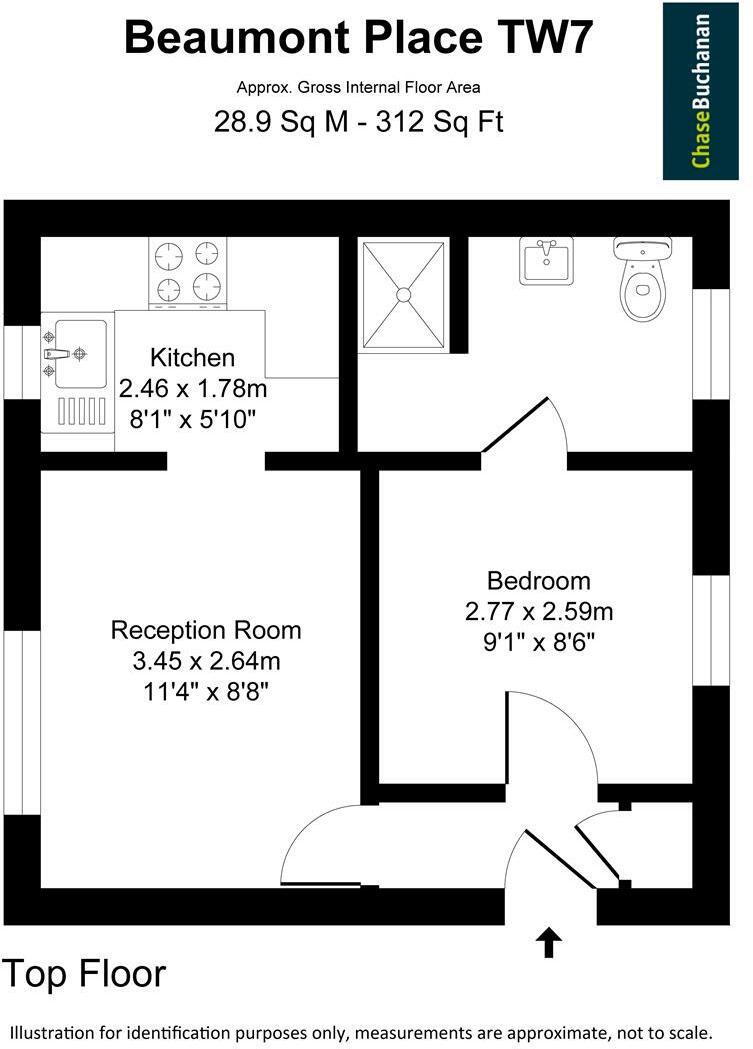 Beaumont Place TW7
Approx. Gross Internal Floor Area
28.9 Sq M - 312 Sq Ft
ChaseBuchanan
Kitchen
2.46 x 1.78m
8'1" x 5'10"
Reception Room
3.45 x 2.64m
11'4" x 8'8"
Bedroom
2.77 x 2.59m
9'1" x 8'6"
Top Floor
Illustration for identification purposes only, measurements are approximate, not to scale.